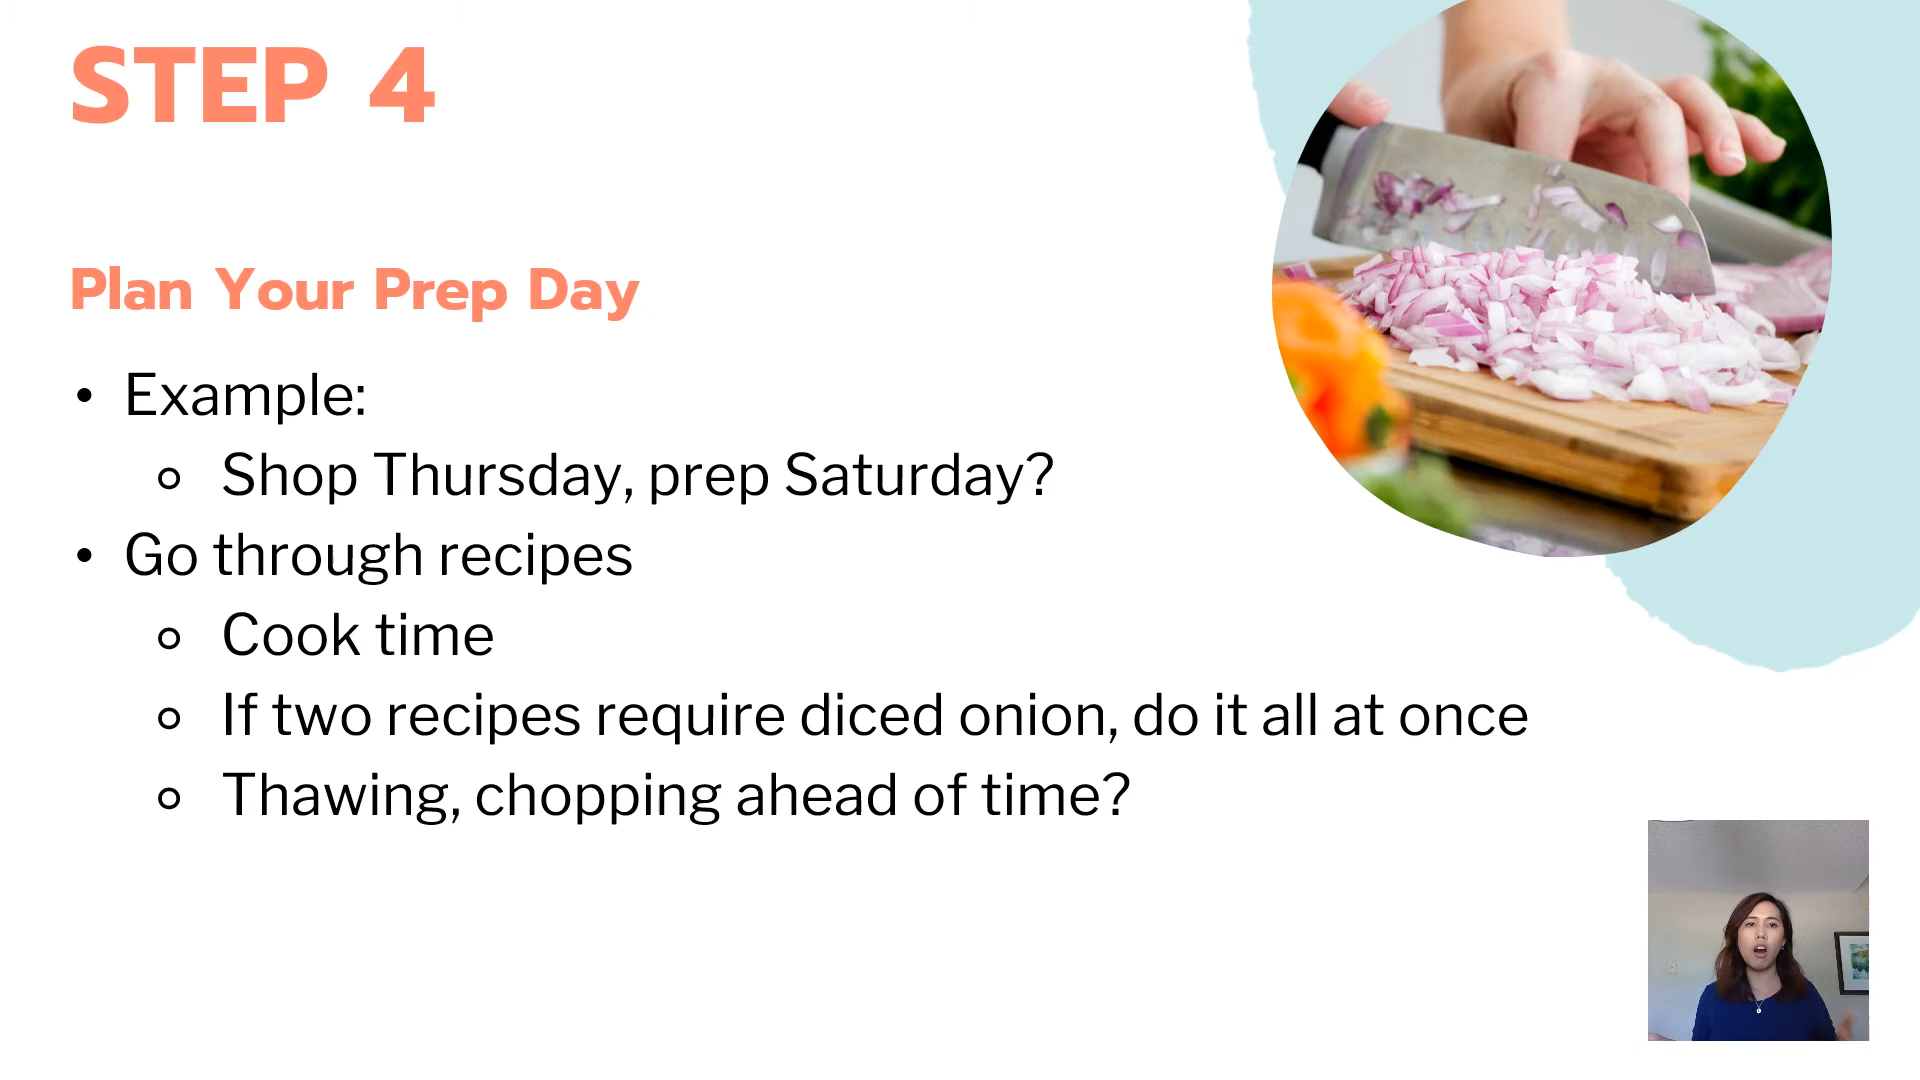 STEP 4
Plan Your Prep Day
• Example:
◦ Shop Thursday, prep Saturday?
• Go through recipes
◦ Cook time
◦ If two recipes require diced onion, do it all at once
◦ Thawing, chopping ahead of time?